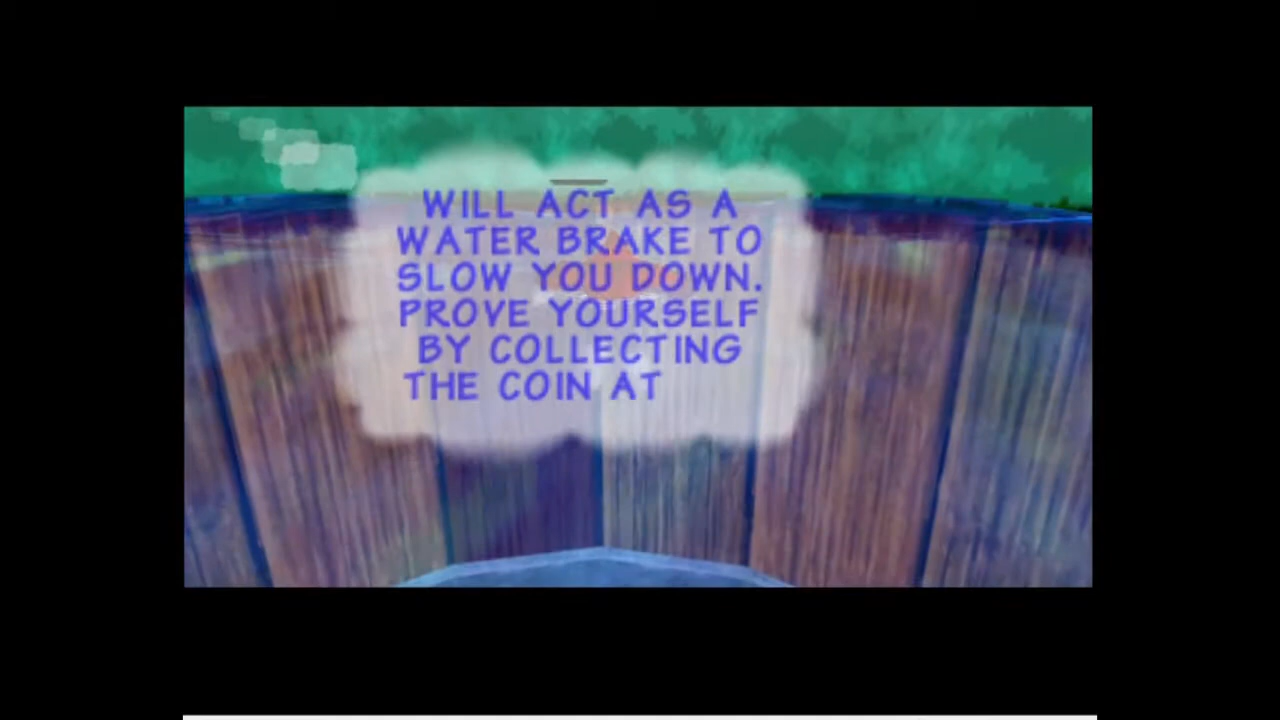 WILL ACT AS A
WATER BRAKE TO
SLOW YOU DOWN.
PROVE YOURSELF
BY COLLECTING
THE COIN AT